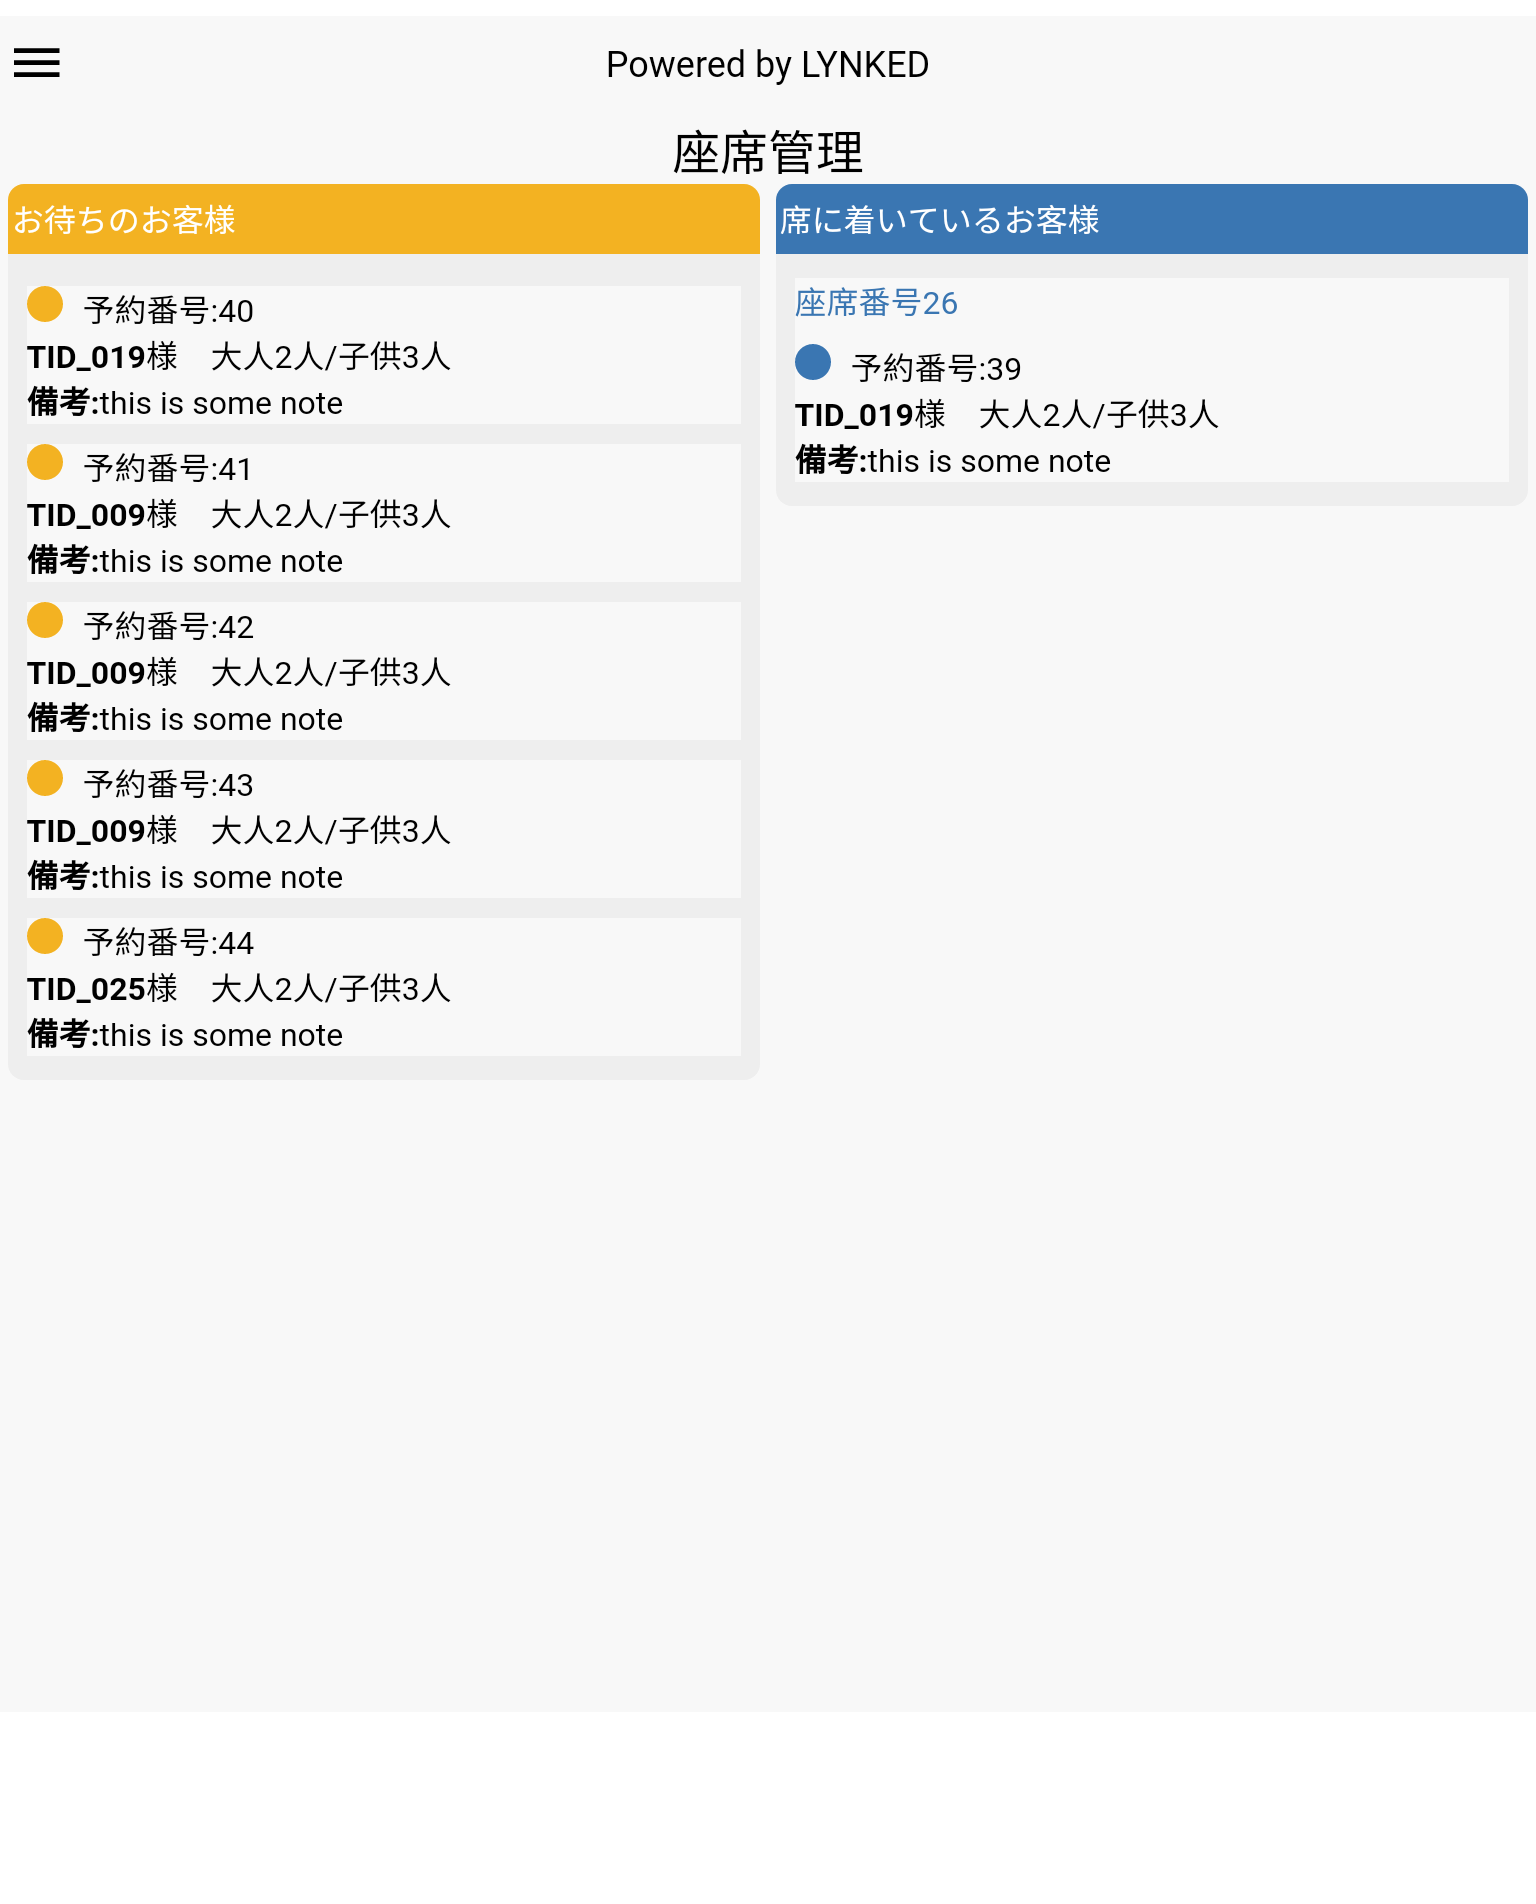 Powered by LYNKED
座席管理
お待ちのお客様
予約番号:40
TID_019様　大人2人/子供3人
備考:this is some note
予約番号:41
TID_009様　大人2人/子供3人
備考:this is some note
予約番号:42
TID_009様　大人2人/子供3人
備考:this is some note
予約番号:43
TID_009様　大人2人/子供3人
備考:this is some note
予約番号:44
TID_025様　大人2人/子供3人
備考:this is some note
席に着いているお客様
座席番号26
予約番号:39
TID_019様　大人2人/子供3人
備考:this is some note